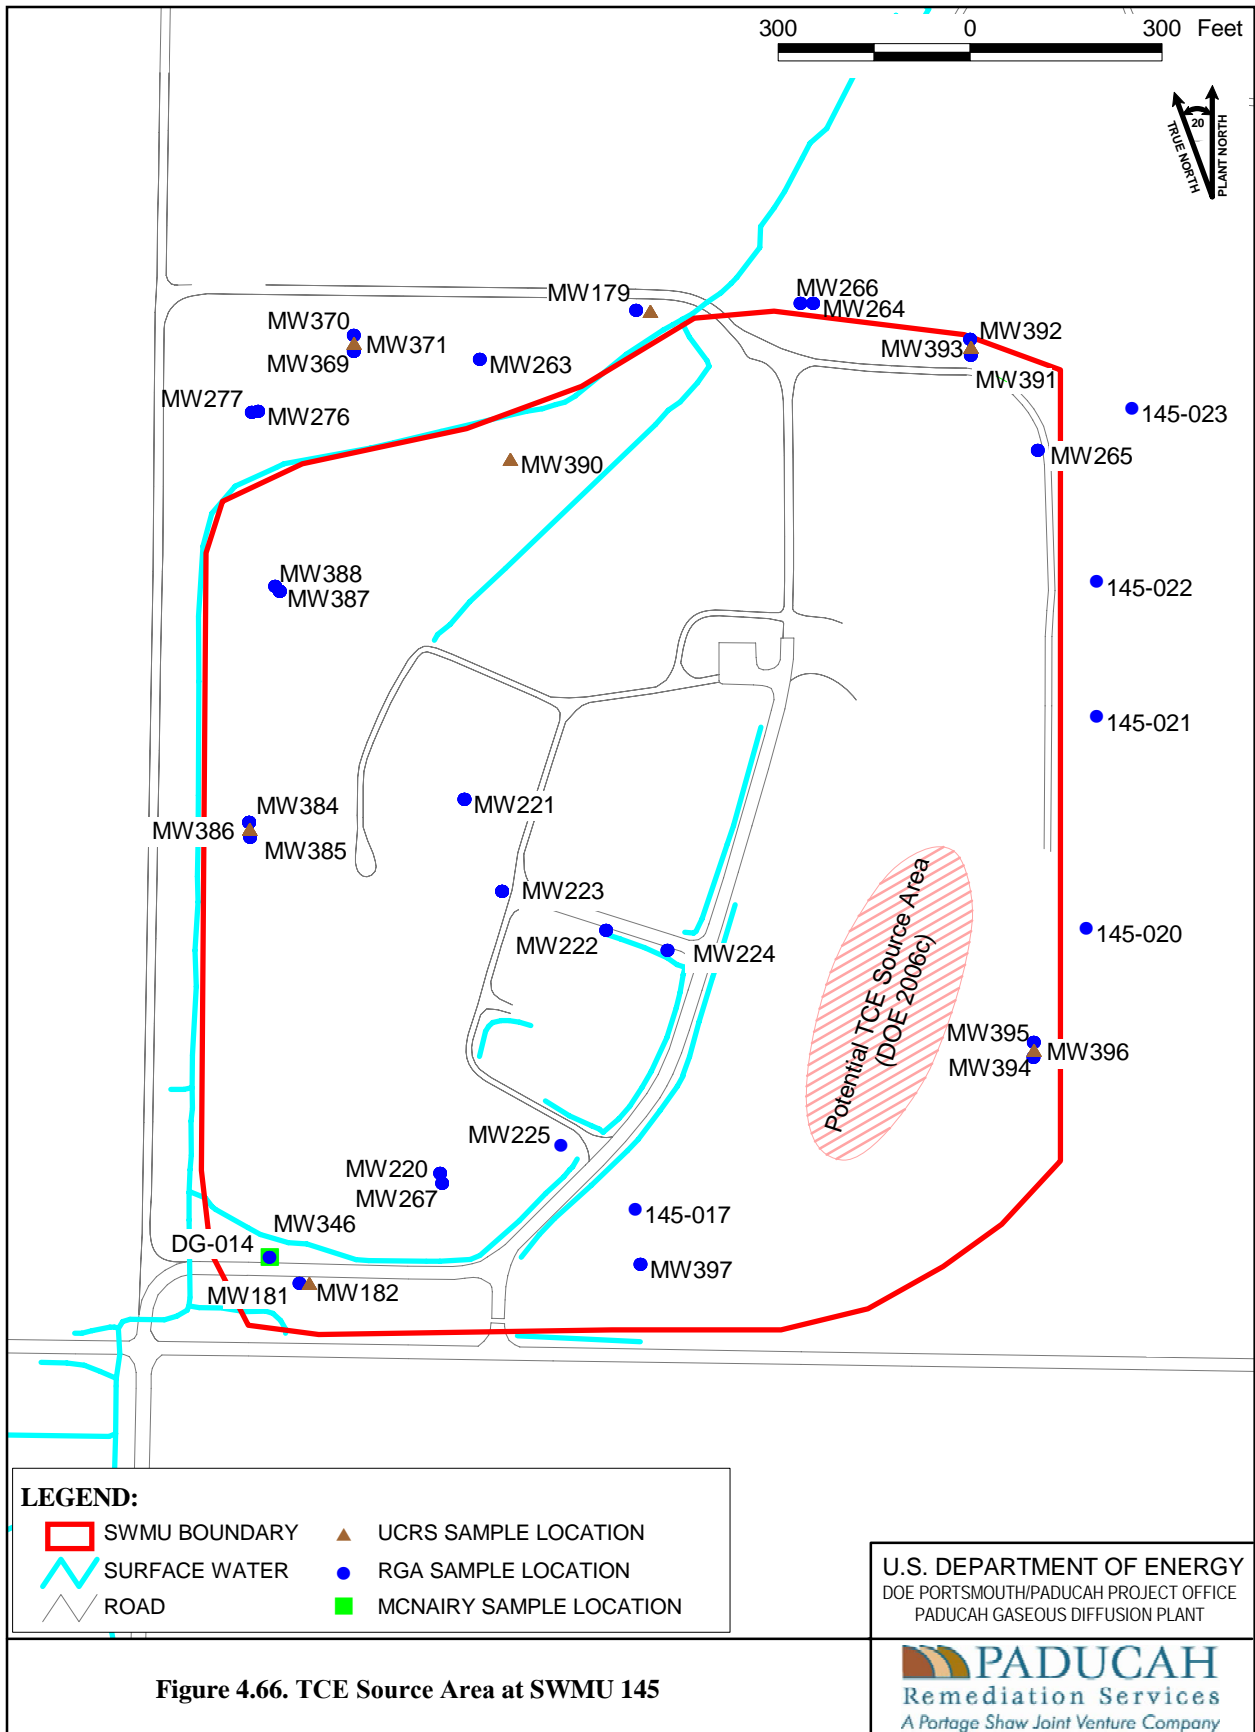 300 0 300 Feet
20
TRUE NORTH
PLANT NORTH
MW179
MW266
MW264
MW370
MW371
MW369
MW263
MW392
MW393
MW391
MW277
MW276
145-023
MW265
MW390
MW388
MW387
145-022
145-021
MW221
MW384
MW386
MW385
MW223
MW222
MW224
145-020
Potential TCE Source Area
(DOE 2006c)
MW395
MW396
MW394
MW225
MW220
MW267
145-017
MW346
DG-014
MW397
MW181
MW182
LEGEND:
SWMU BOUNDARY
UCRS SAMPLE LOCATION
SURFACE WATER
RGA SAMPLE LOCATION
ROAD
MCNAIRY SAMPLE LOCATION
U.S. DEPARTMENT OF ENERGY
DOE PORTSMOUTH/PADUCAH PROJECT OFFICE
PADUCAH GASEOUS DIFFUSION PLANT
Figure 4.66. TCE Source Area at SWMU 145
PADUCAH
Remediation Services
A Portage Shaw Joint Venture Company